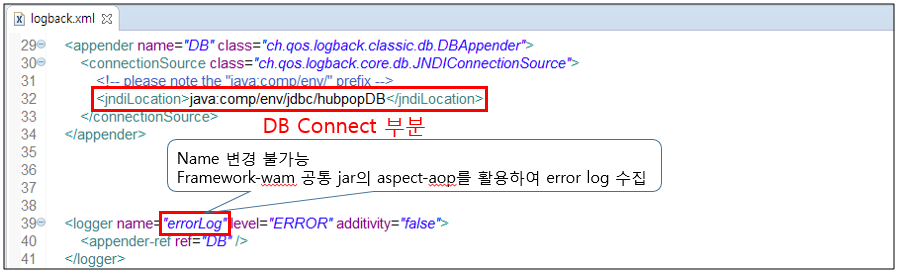 logback.xml
29 <appender name="DB" class="ch.qos.logback.classic.db.DBAppender">
30 <connectionSource class="ch.qos.logback.core.db.JNDIConnectionSource">
31 <!-- please note the "java:comp/env/" prefix -->
32 <jndiLocation>java:comp/env/jdbc/hubpopDB</jndiLocation>
33 </connectionSource>
DB Connect 부분
34 </appender>
35
Name 변경 불가능
36
Framework-wam 공통 jar의 aspect-aop를 활용하여 error log 수집
37
38
39 <logger name="errorLog" level="ERROR" additivity="false">
40 <appender-ref ref="DB" />
41 </logger>